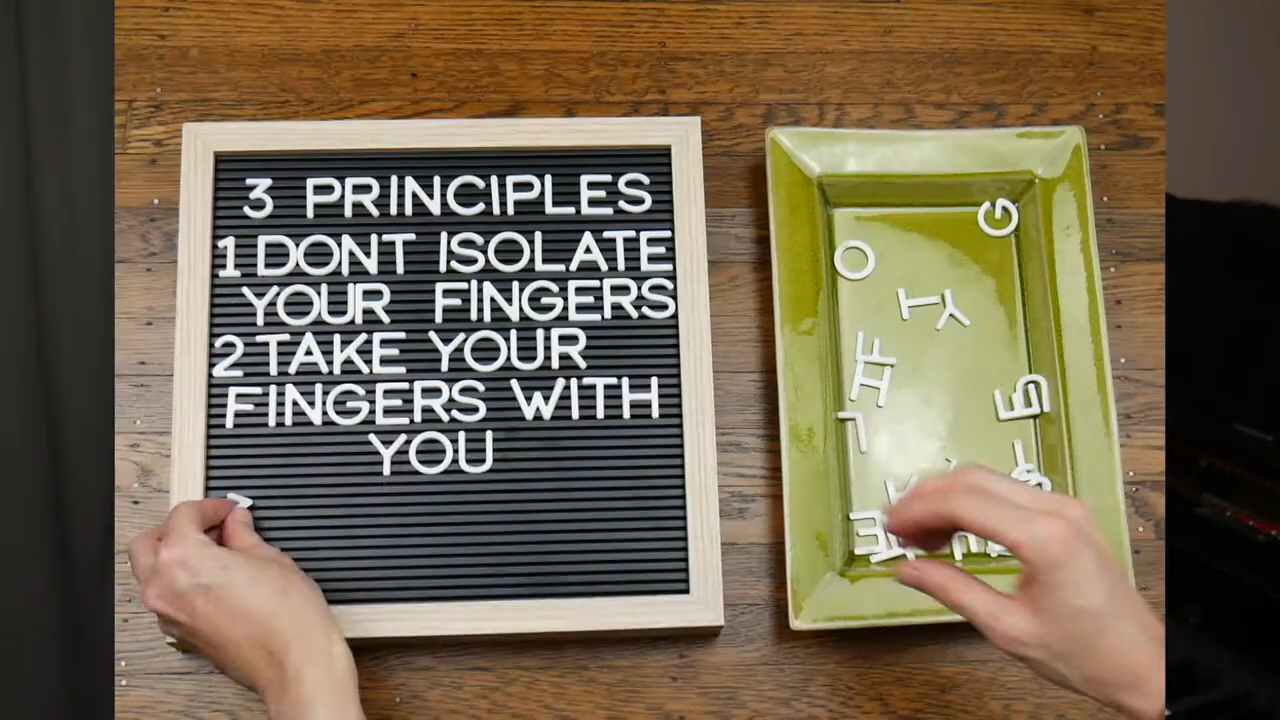 3 PRINCIPLES
1 DONT ISOLATE
YOUR FINGERS
2 TAKE YOUR
FINGERS WITH
YOU
G
O
T Y
F
H
E
L
K
E